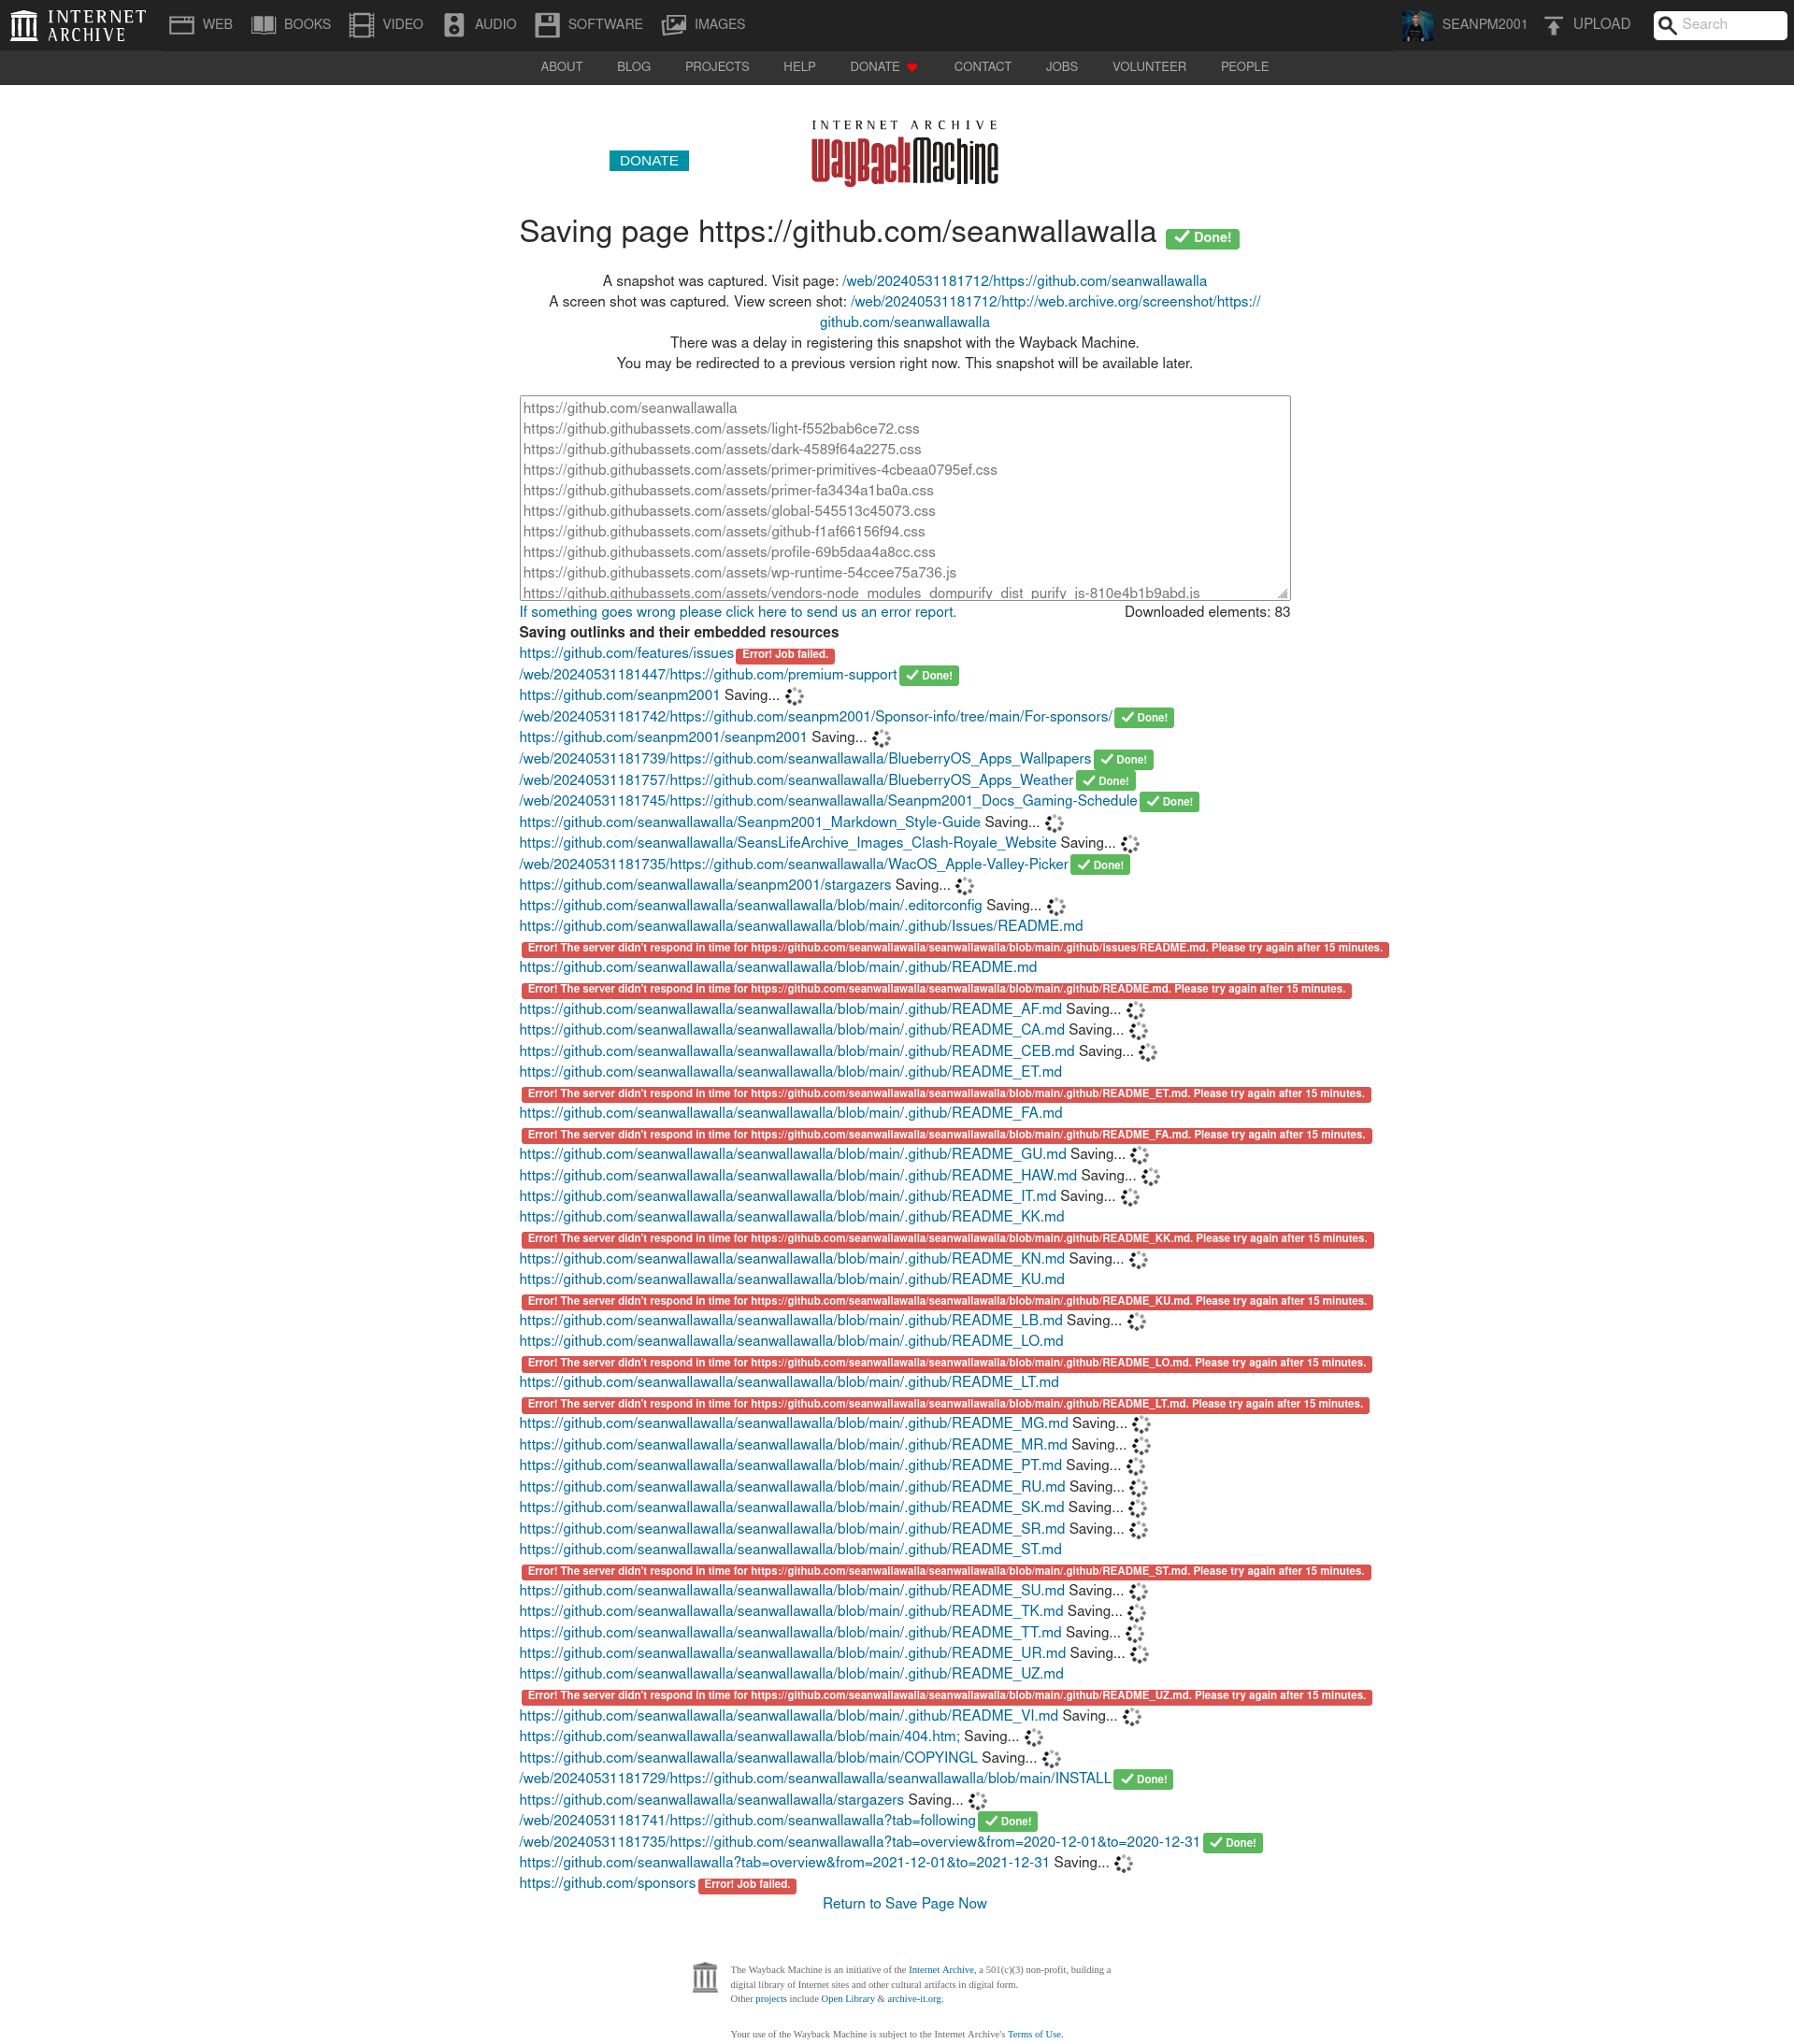 INTERNET ARCHIVE WEB BOOKS VIDEO AUDIO SOFTWARE IMAGES SEANPM2001 UPLOAD Search
ABOUT BLOG PROJECTS HELP DONATE CONTACT JOBS VOLUNTEER PEOPLE
INTERNET ARCHIVE
DONATE WayBackMachine
Saving page https://github.com/seanwallawalla Done!
A snapshot was captured. Visit page: /web/20240531181712/https://github.com/seanwallawalla
A screen shot was captured. View screen shot: /web/20240531181712/http://web.archive.org/screenshot/https://
github.com/seanwallawalla
There was a delay in registering this snapshot with the Wayback Machine.
You may be redirected to a previous version right now. This snapshot will be available later.
https://github.com/seanwallawalla
https://github.githubassets.com/assets/light-f552bab6ce72.css
https://github.githubassets.com/assets/dark-4589f64a2275.css
https://github.githubassets.com/assets/primer-primitives-4cbeaa0795ef.css
https://github.githubassets.com/assets/primer-fa3434a1ba0a.css
https://github.githubassets.com/assets/global-545513c45073.css
https://github.githubassets.com/assets/github-f1af66156f94.css
https://github.githubassets.com/assets/profile-69b5daa4a8cc.css
https://github.githubassets.com/assets/wp-runtime-54ccee75a736.js
https://github.githubassets.com/assets/vendors-node_modules_dompurify_dist_purify_js-810e4b1b9abd.js
If something goes wrong please click here to send us an error report. Downloaded elements: 83
Saving outlinks and their embedded resources
https://github.com/features/issues Error! Job failed.
/web/20240531181447/https://github.com/premium-support Done!
https://github.com/seanpm2001 Saving...
/web/20240531181742/https://github.com/seanpm2001/Sponsor-info/tree/main/For-sponsors/ Done!
https://github.com/seanpm2001/seanpm2001 Saving...
/web/20240531181739/https://github.com/seanwallawalla/BlueberryOS_Apps_Wallpapers Done!
/web/20240531181757/https://github.com/seanwallawalla/BlueberryOS_Apps_Weather Done!
/web/20240531181745/https://github.com/seanwallawalla/Seanpm2001_Docs_Gaming-Schedule Done!
https://github.com/seanwallawalla/Seanpm2001_Markdown_Style-Guide Saving...
https://github.com/seanwallawalla/SeansLifeArchive_Images_Clash-Royale_Website Saving...
/web/20240531181735/https://github.com/seanwallawalla/WacOS_Apple-Valley-Picker Done!
https://github.com/seanwallawalla/seanpm2001/stargazers Saving...
https://github.com/seanwallawalla/seanwallawalla/blob/main/.editorconfig Saving...
https://github.com/seanwallawalla/seanwallawalla/blob/main/.github/Issues/README.md
Error! The server didn't respond in time for https://github.com/seanwallawalla/seanwallawalla/blob/main/.github/Issues/README.md. Please try again after 15 minutes.
https://github.com/seanwallawalla/seanwallawalla/blob/main/.github/README.md
Error! The server didn't respond in time for https://github.com/seanwallawalla/seanwallawalla/blob/main/.github/README.md. Please try again after 15 minutes.
https://github.com/seanwallawalla/seanwallawalla/blob/main/.github/README_AF.md Saving...
https://github.com/seanwallawalla/seanwallawalla/blob/main/.github/README_CA.md Saving...
https://github.com/seanwallawalla/seanwallawalla/blob/main/.github/README_CEB.md Saving...
https://github.com/seanwallawalla/seanwallawalla/blob/main/.github/README_ET.md
Error! The server didn't respond in time for https://github.com/seanwallawalla/seanwallawalla/blob/main/.github/README_ET.md. Please try again after 15 minutes.
https://github.com/seanwallawalla/seanwallawalla/blob/main/.github/README_FA.md
Error! The server didn't respond in time for https://github.com/seanwallawalla/seanwallawalla/blob/main/.github/README_FA.md. Please try again after 15 minutes.
https://github.com/seanwallawalla/seanwallawalla/blob/main/.github/README_GU.md Saving...
https://github.com/seanwallawalla/seanwallawalla/blob/main/.github/README_HAW.md Saving...
https://github.com/seanwallawalla/seanwallawalla/blob/main/.github/README_IT.md Saving...
https://github.com/seanwallawalla/seanwallawalla/blob/main/.github/README_KK.md
Error! The server didn't respond in time for https://github.com/seanwallawalla/seanwallawalla/blob/main/.github/README_KK.md. Please try again after 15 minutes.
https://github.com/seanwallawalla/seanwallawalla/blob/main/.github/README_KN.md Saving...
https://github.com/seanwallawalla/seanwallawalla/blob/main/.github/README_KU.md
Error! The server didn't respond in time for https://github.com/seanwallawalla/seanwallawalla/blob/main/.github/README_KU.md. Please try again after 15 minutes.
https://github.com/seanwallawalla/seanwallawalla/blob/main/.github/README_LB.md Saving...
https://github.com/seanwallawalla/seanwallawalla/blob/main/.github/README_LO.md
Error! The server didn't respond in time for https://github.com/seanwallawalla/seanwallawalla/blob/main/.github/README_LO.md. Please try again after 15 minutes.
https://github.com/seanwallawalla/seanwallawalla/blob/main/.github/README_LT.md
Error! The server didn't respond in time for https://github.com/seanwallawalla/seanwallawalla/blob/main/.github/README_LT.md. Please try again after 15 minutes.
https://github.com/seanwallawalla/seanwallawalla/blob/main/.github/README_MG.md Saving...
https://github.com/seanwallawalla/seanwallawalla/blob/main/.github/README_MR.md Saving...
https://github.com/seanwallawalla/seanwallawalla/blob/main/.github/README_PT.md Saving...
https://github.com/seanwallawalla/seanwallawalla/blob/main/.github/README_RU.md Saving...
https://github.com/seanwallawalla/seanwallawalla/blob/main/.github/README_SK.md Saving...
https://github.com/seanwallawalla/seanwallawalla/blob/main/.github/README_SR.md Saving...
https://github.com/seanwallawalla/seanwallawalla/blob/main/.github/README_ST.md
Error! The server didn't respond in time for https://github.com/seanwallawalla/seanwallawalla/blob/main/.github/README_ST.md. Please try again after 15 minutes.
https://github.com/seanwallawalla/seanwallawalla/blob/main/.github/README_SU.md Saving...
https://github.com/seanwallawalla/seanwallawalla/blob/main/.github/README_TK.md Saving...
https://github.com/seanwallawalla/seanwallawalla/blob/main/.github/README_TT.md Saving...
https://github.com/seanwallawalla/seanwallawalla/blob/main/.github/README_UR.md Saving...
https://github.com/seanwallawalla/seanwallawalla/blob/main/.github/README_UZ.md
Error! The server didn't respond in time for https://github.com/seanwallawalla/seanwallawalla/blob/main/.github/README_UZ.md. Please try again after 15 minutes.
https://github.com/seanwallawalla/seanwallawalla/blob/main/.github/README_VI.md Saving...
https://github.com/seanwallawalla/seanwallawalla/blob/main/404.htm; Saving...
https://github.com/seanwallawalla/seanwallawalla/blob/main/COPYINGL Saving...
/web/20240531181729/https://github.com/seanwallawalla/seanwallawalla/blob/main/INSTALL Done!
https://github.com/seanwallawalla/seanwallawalla/stargazers Saving...
/web/20240531181741/https://github.com/seanwallawalla?tab=following Done!
/web/20240531181735/https://github.com/seanwallawalla?tab=overview&from=2020-12-01&to=2020-12-31 Done!
https://github.com/seanwallawalla?tab=overview&from=2021-12-01&to=2021-12-31 Saving...
https://github.com/sponsors Error! Job failed.
Return to Save Page Now
The Wayback Machine is an initiative of the Internet Archive, a 501(c)(3) non-profit, building a
digital library of Internet sites and other cultural artifacts in digital form.
Other projects include Open Library & archive-it.org.
Your use of the Wayback Machine is subject to the Internet Archive's Terms of Use.